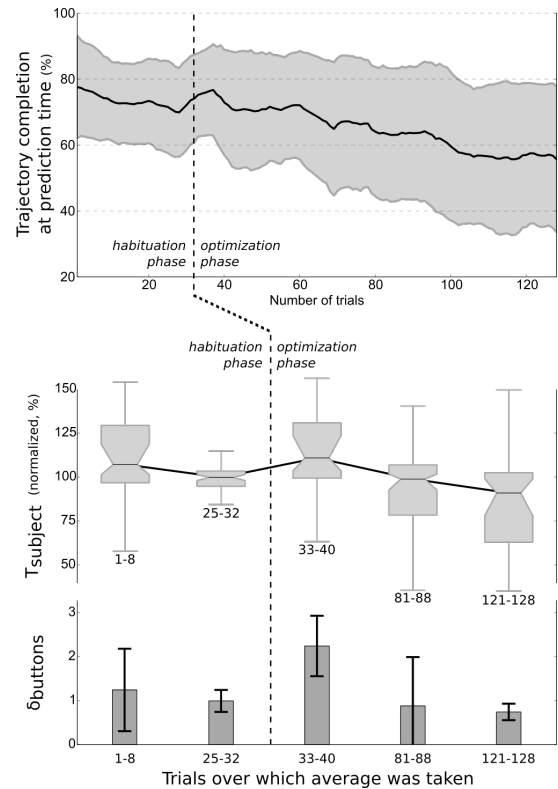 100
80
60
40
20
Trajectory completion
at prediction time (%)
habituation
phase
optimization
phase
20
40
60
80
100
120
Number of trials
habituation
phase
optimization
phase
150
125
100
75
50
Tsubject (normalized, %)
1-8
25-32
33-40
81-88
121-128
3
2
1
0
δbuttons
1-8
25-32
33-40
81-88
121-128
Trials over which average was taken